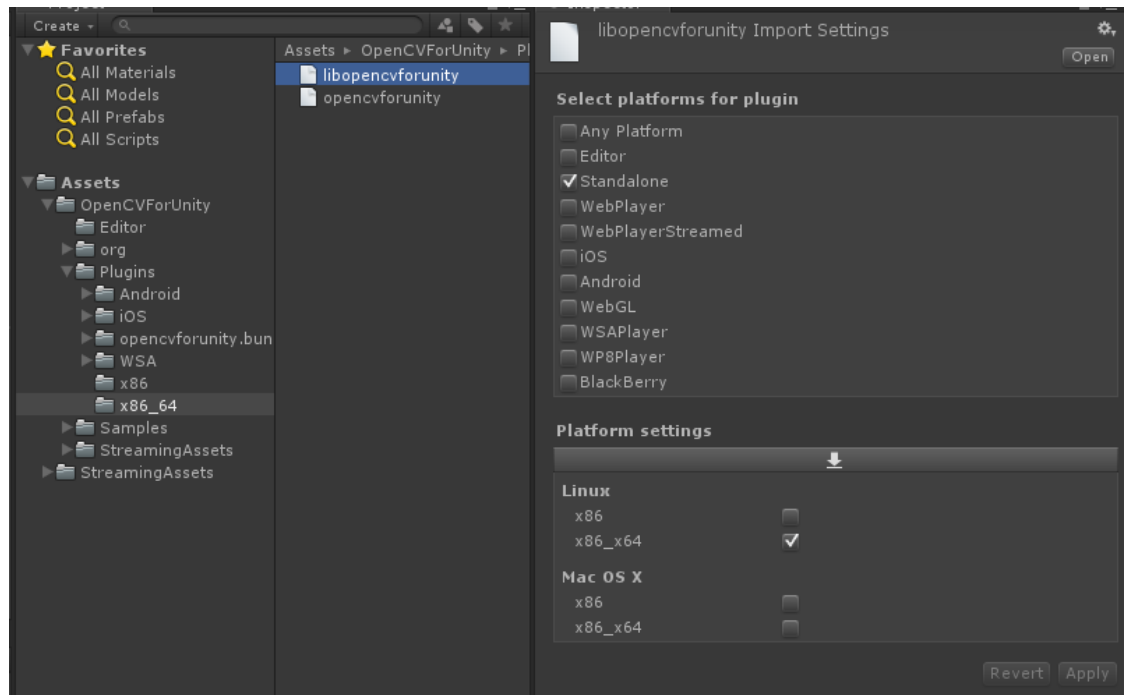 Create
Favorites
All Materials
All Models
All Prefabs
All Scripts
Assets
OpenCVForUnity
Editor
org
Plugins
Android
iOS
opencvforunity.bun
WSA
x86
x86_64
Samples
StreamingAssets
StreamingAssets
Assets ▸ OpenCVForUnity ▸ Pl
libopencvforunity
opencvforunity
libopencvforunity Import Settings
Open
Select platforms for plugin
Any Platform
Editor
Standalone
WebPlayer
WebPlayerStreamed
iOS
Android
WebGL
WSAPlayer
WP8Player
BlackBerry
Platform settings
Linux
x86
x86_x64
Mac OS X
x86
x86_x64
Revert Apply